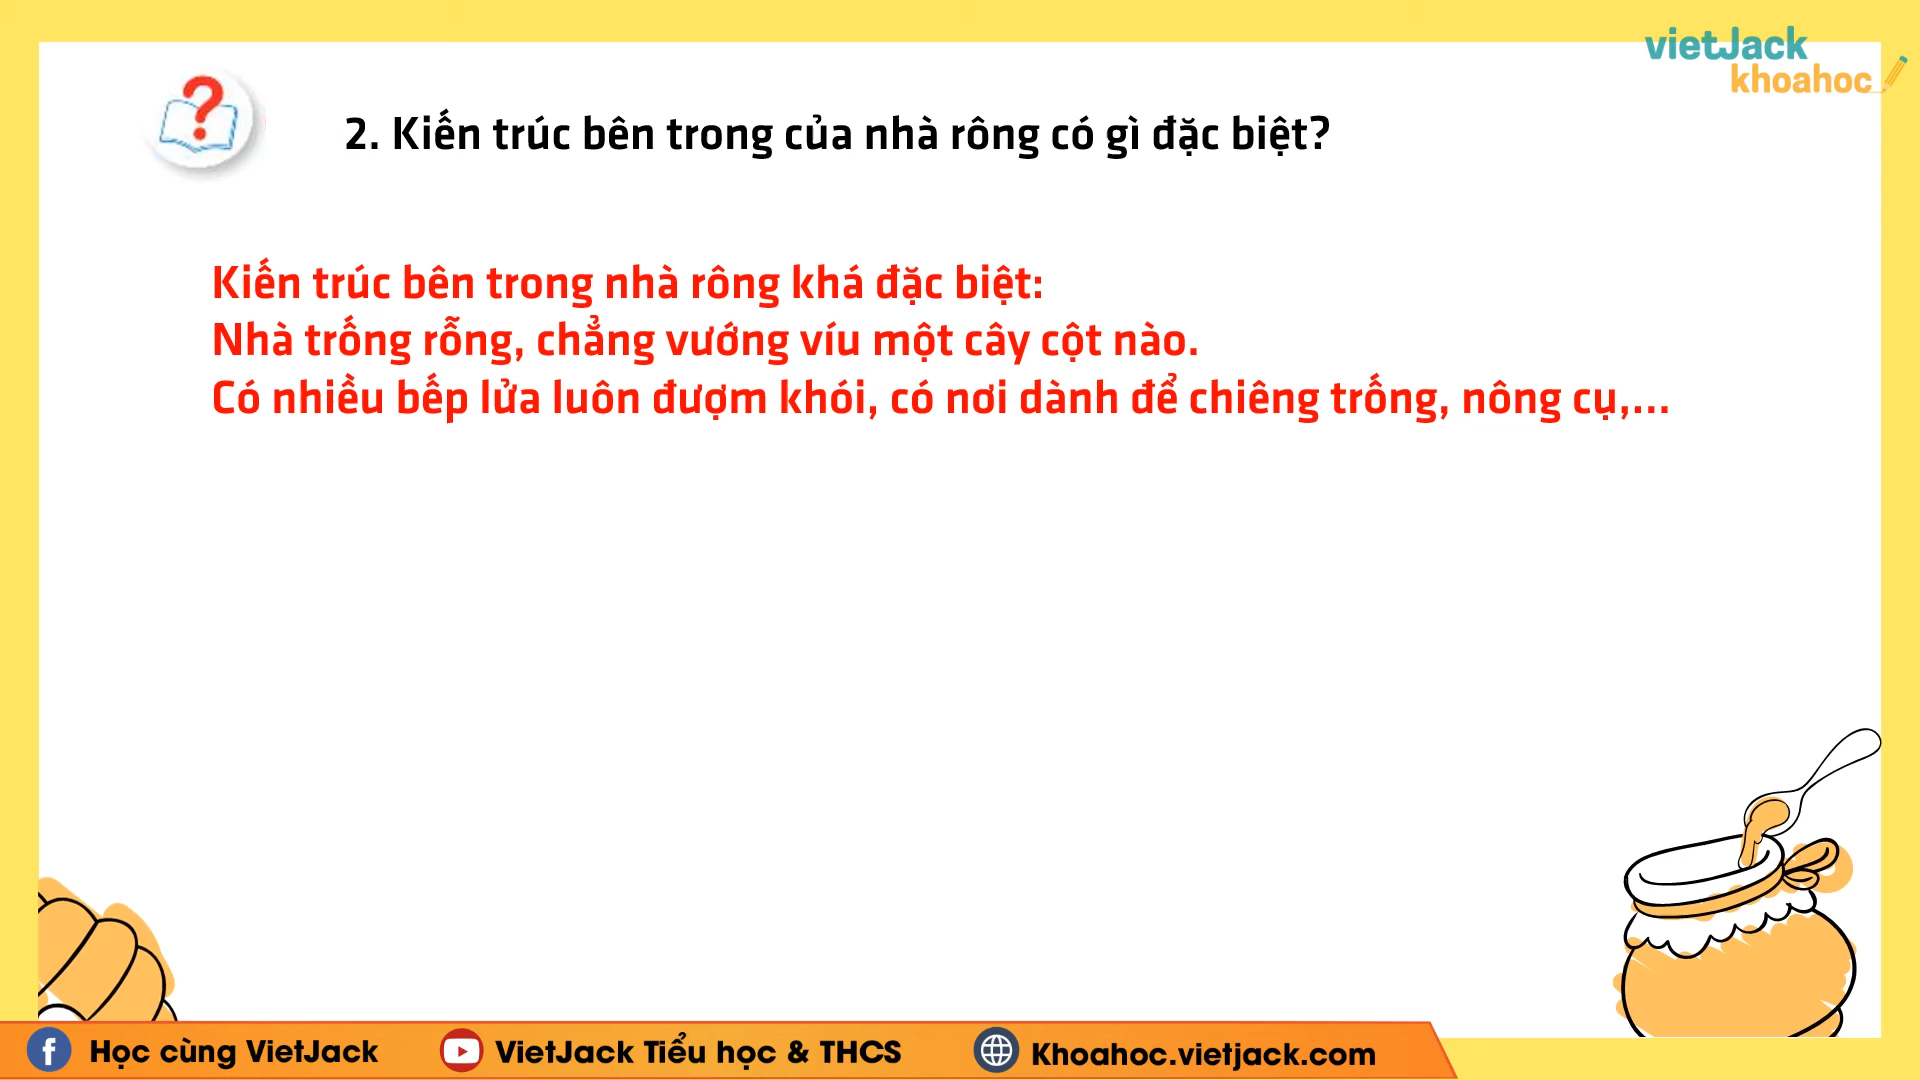 vietJack
khoahoc
2. Kiến trúc bên trong của nhà rông có gì đặc biệt?
Kiến trúc bên trong nhà rông khá đặc biệt:
Nhà trống rỗng, chẳng vướng víu một cây cột nào.
Có nhiều bếp lửa luôn đượm khói, có nơi dành để chiêng trống, nông cụ,...
Học cùng VietJack
VietJack Tiểu học & THCS
Khoahoc.vietjack.com